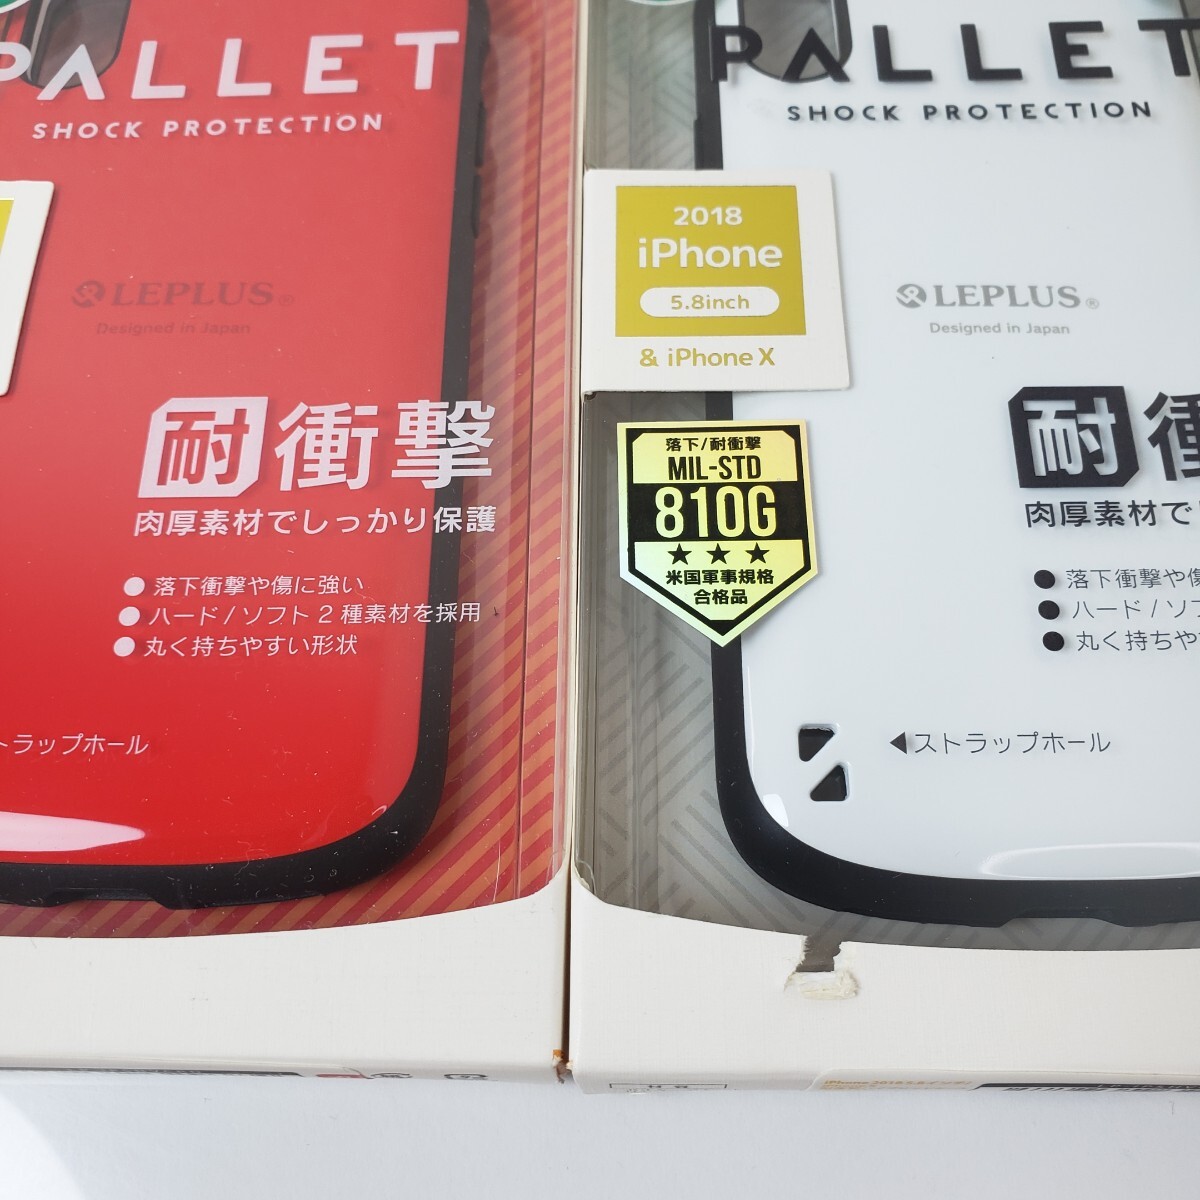 PALLET
SHOCK PROTECTION
LEPLUS®
Designed in Japan
耐衝撃
肉厚素材でしっかり保護
● 落下衝撃や傷に強い
● ハード / ソフト 2 種素材を採用
● 丸く持ちやすい形状
トラップホール
PALLET
SHOCK PROTECTION
2018
iPhone
5.8inch
& iPhone X
LEPLUS®
Designed in Japan
落下/耐衝撃
MIL-STD
810G
★ ★ ★
米国軍事規格
合格品
耐衝
肉厚素材で
● 落下衝撃や傷
● ハード / ソフ
● 丸く持ちや
◀ストラップホール